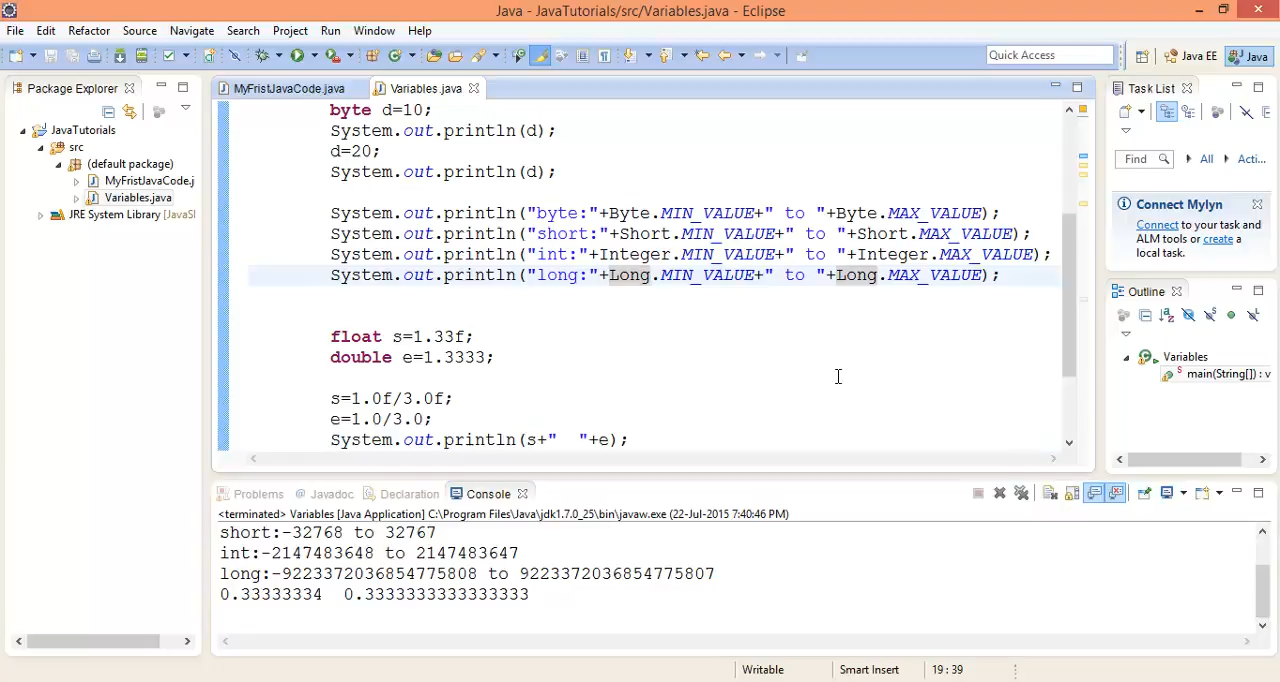 Java - JavaTutorials/src/Variables.java - Eclipse
File Edit Refactor Source Navigate Search Project Run Window Help
Quick Access
Java EE
Java
Package Explorer
JavaTutorials
src
(default package)
MyFristJavaCode.j
Variables.java
JRE System Library [JavaS
MyFristJavaCode.java
Variables.java
byte d=10;
System.out.println(d);
d=20;
System.out.println(d);
System.out.println("byte:"+Byte.MIN_VALUE+" to "+Byte.MAX_VALUE);
System.out.println("short:"+Short.MIN_VALUE+" to "+Short.MAX_VALUE);
System.out.println("int:"+Integer.MIN_VALUE+" to "+Integer.MAX_VALUE);
System.out.println("long:"+Long.MIN_VALUE+" to "+Long.MAX_VALUE);
float s=1.33f;
double e=1.3333;
s=1.0f/3.0f;
e=1.0/3.0;
System.out.println(s+"  "+e);
Task List
Find
All
Acti...
Connect Mylyn
Connect to your task and
ALM tools or create a
local task.
Outline
Variables
main(String[]) : v
Problems
@ Javadoc
Declaration
Console
<terminated> Variables [Java Application] C:\Program Files\Java\jdk1.7.0_25\bin\javaw.exe (22-Jul-2015 7:40:46 PM)
short:-32768 to 32767
int:-2147483648 to 2147483647
long:-9223372036854775808 to 9223372036854775807
0.33333334  0.3333333333333333
Writable
Smart Insert
19 : 39